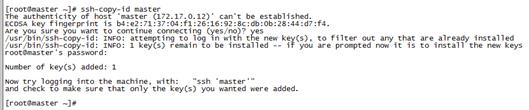 [root@master ~]# ssh-copy-id master
The authenticity of host 'master (172.17.0.12)' can't be established.
ECDSA key fingerprint is b4:e2:71:37:04:f1:26:16:92:8c:db:0b:28:44:d7:f4.
Are you sure you want to continue connecting (yes/no)? yes
/usr/bin/ssh-copy-id: INFO: attempting to log in with the new key(s), to filter out any that are already installed
/usr/bin/ssh-copy-id: INFO: 1 key(s) remain to be installed -- if you are prompted now it is to install the new keys
root@master's password:
Number of key(s) added: 1
Now try logging into the machine, with: "ssh 'master'"
and check to make sure that only the key(s) you wanted were added.
[root@master ~]#